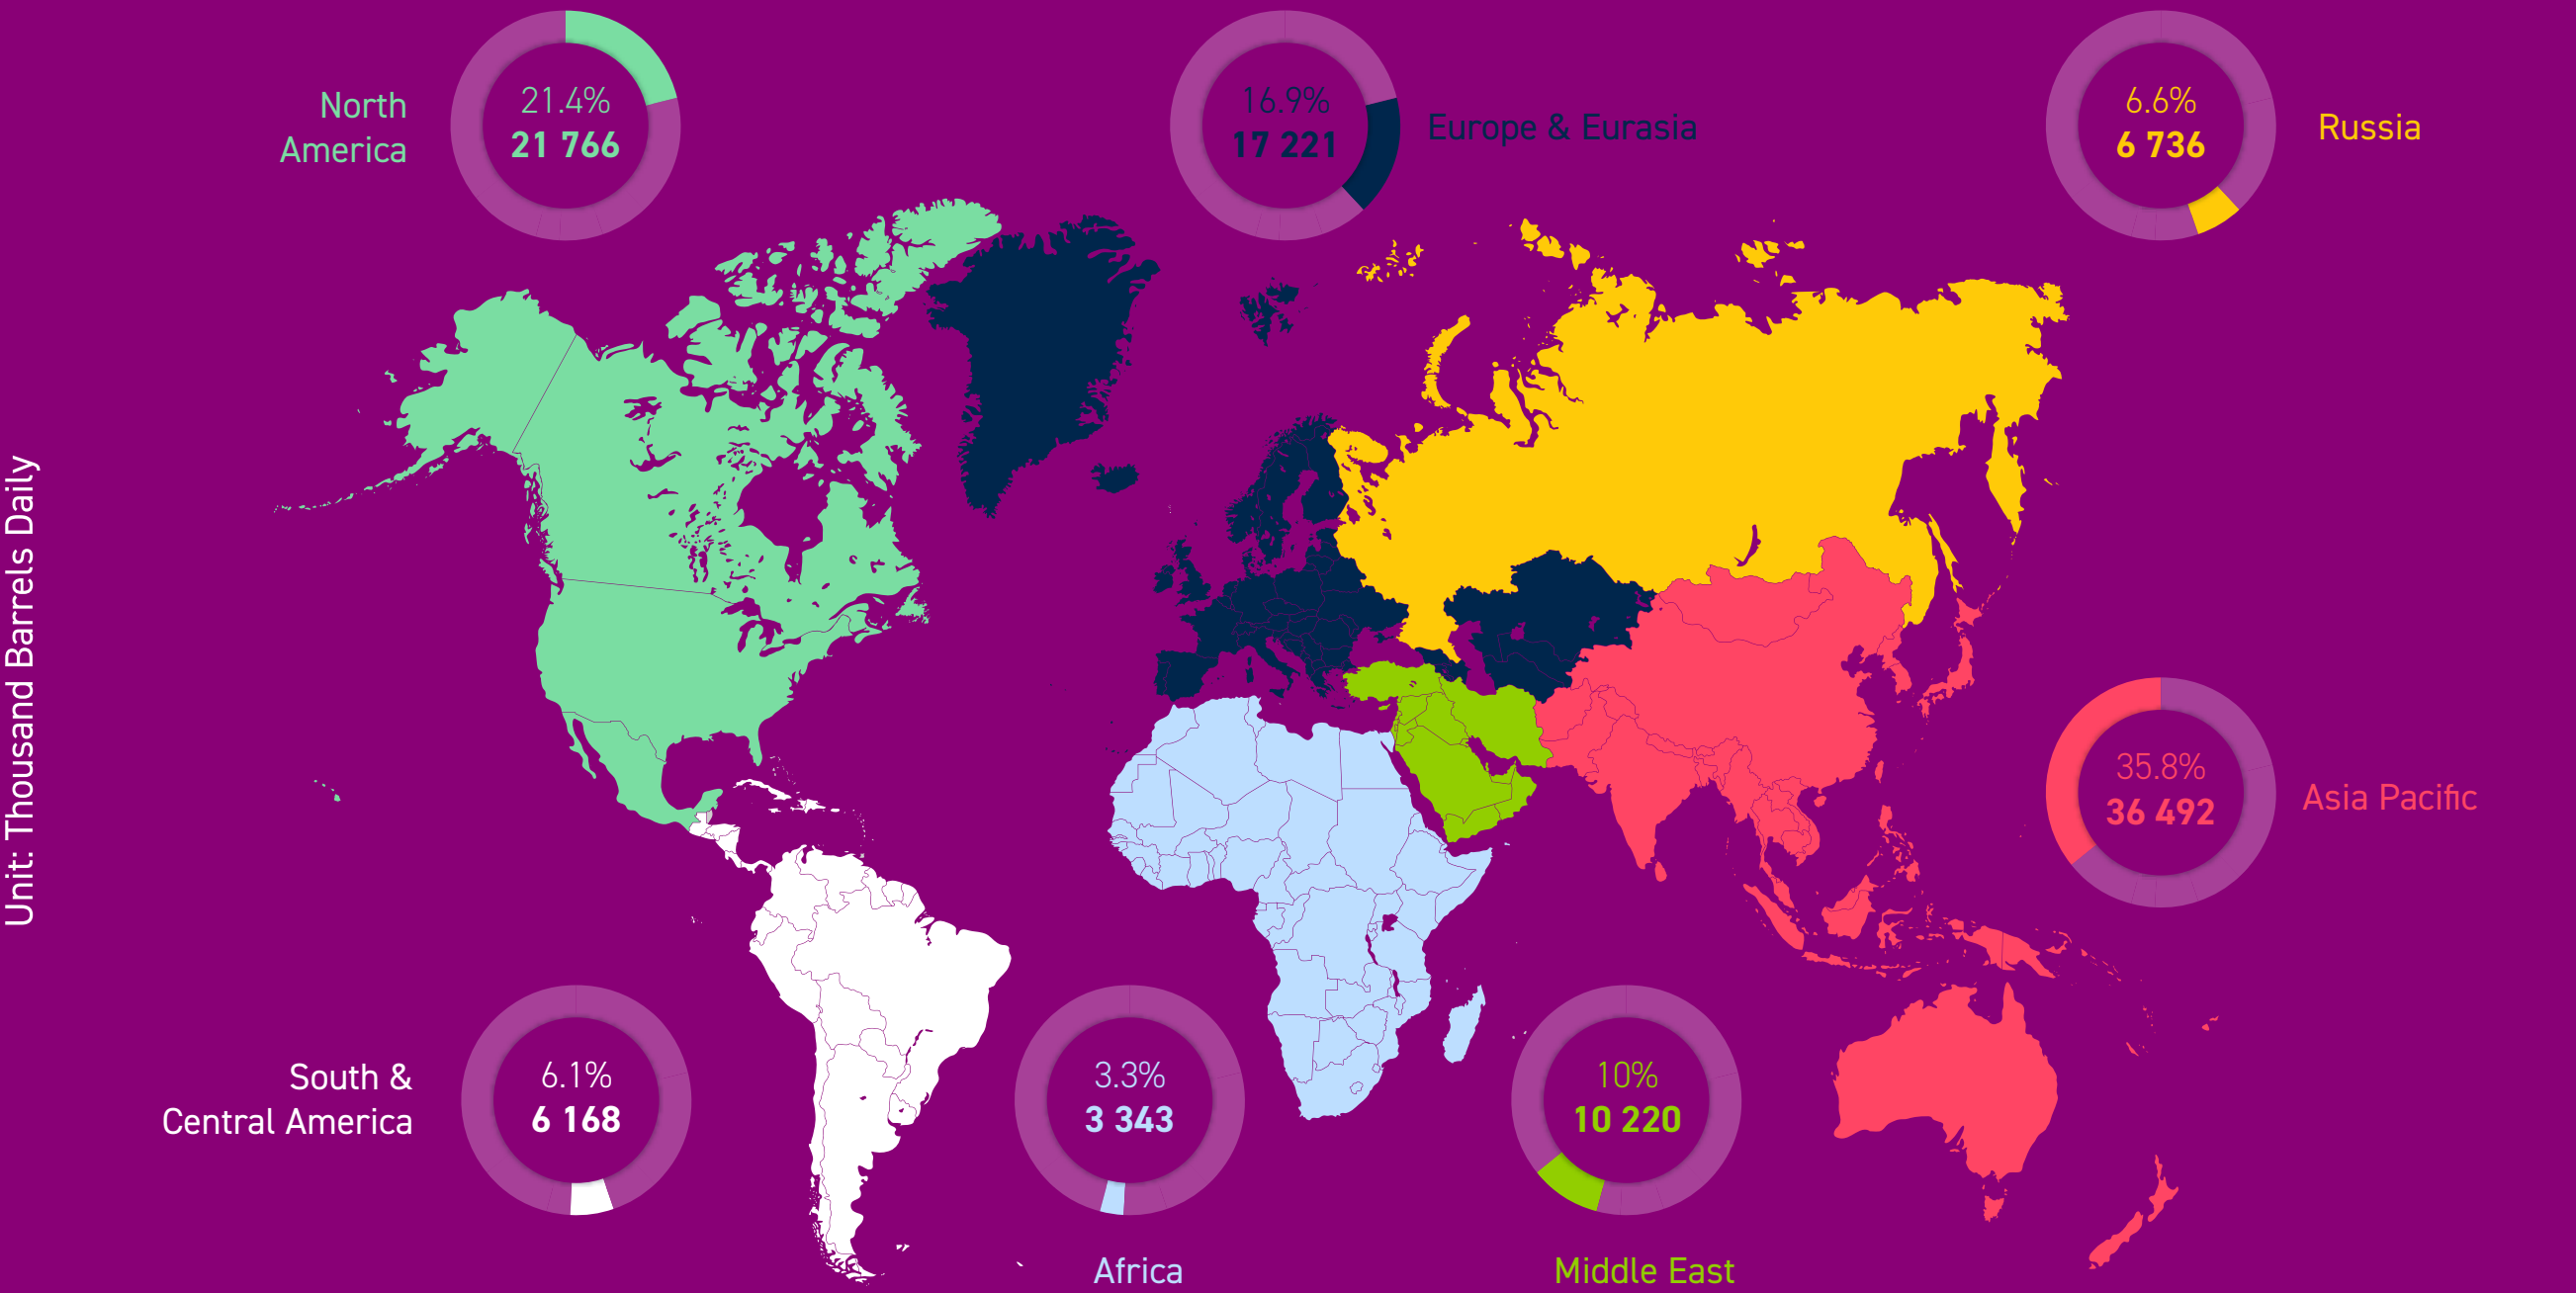 North
America
21.4%
21 766
16.9%
17 221
Europe & Eurasia
6.6%
6 736
Russia
Unit: Thousand Barrels Daily
35.8%
36 492
Asia Pacific
South &
Central America
6.1%
6 168
3.3%
3 343
Africa
10%
10 220
Middle East